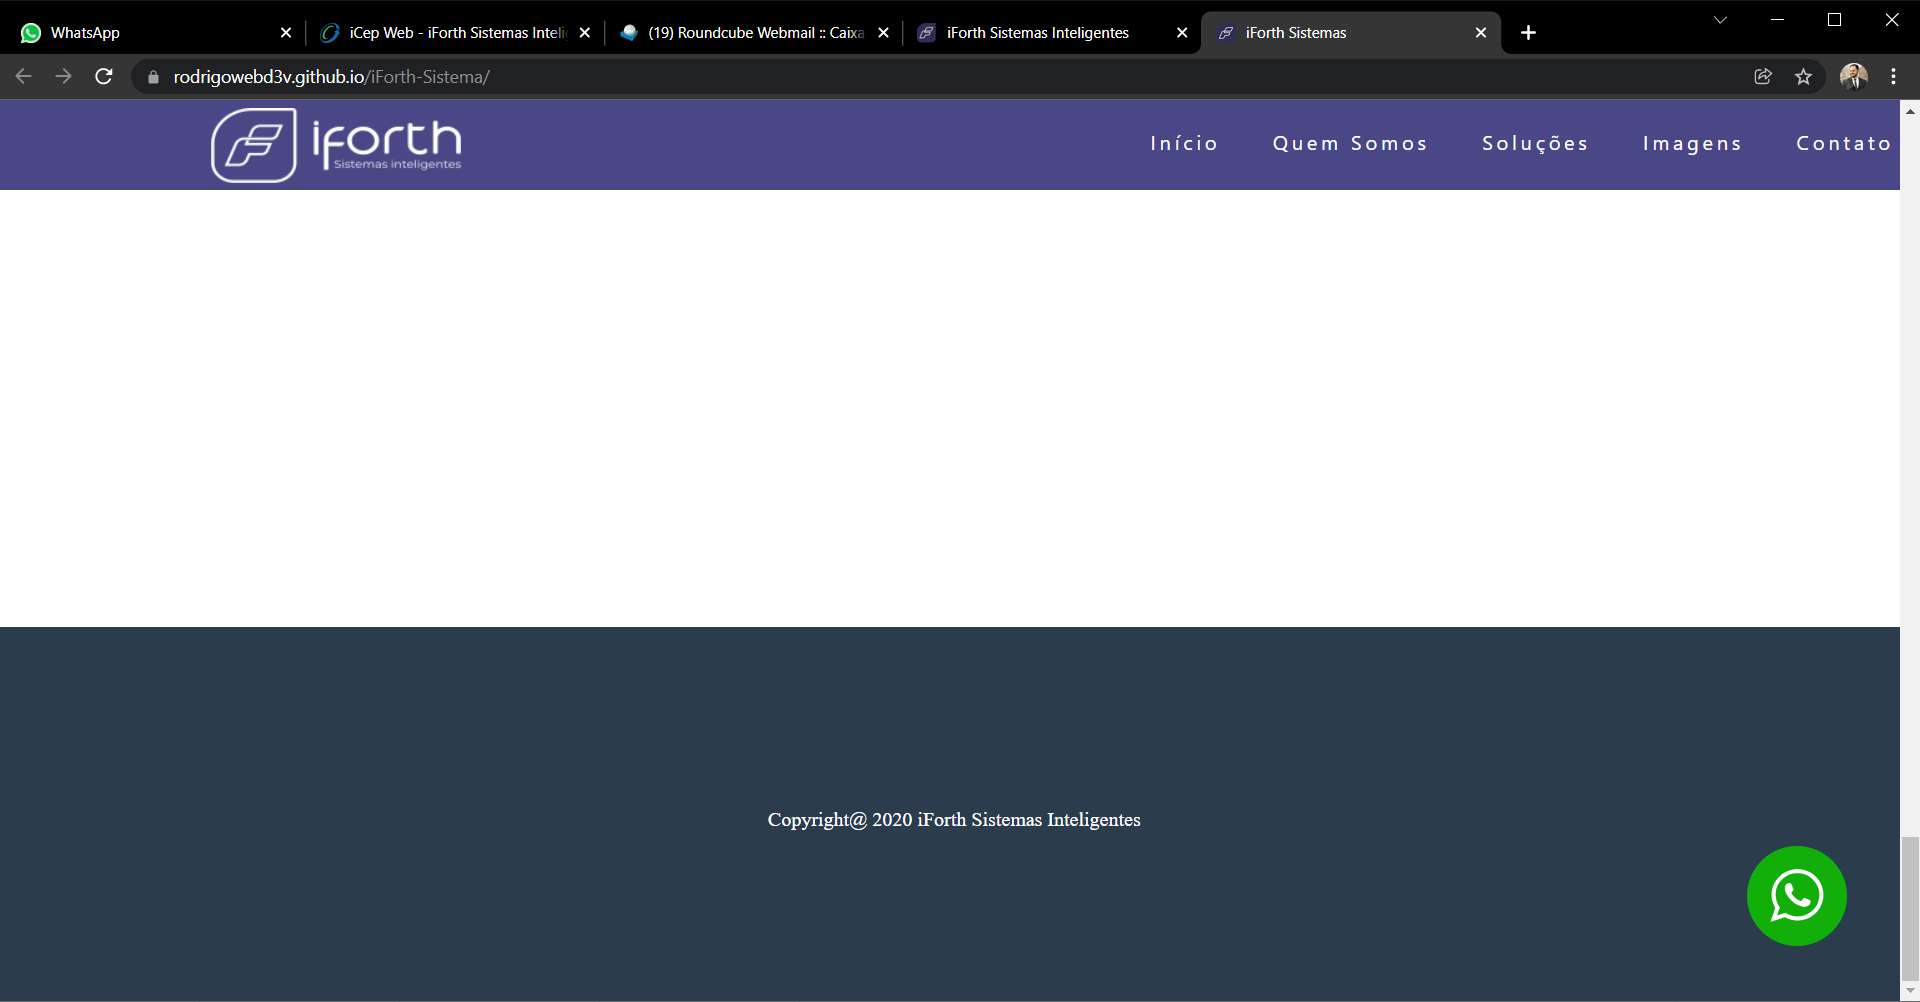 WhatsApp
iCep Web - iForth Sistemas Inteli
(19) Roundcube Webmail :: Caixa
iForth Sistemas Inteligentes
iForth Sistemas
rodrigowebd3v.github.io/iForth-Sistema/
iforth
Sistemas inteligentes
Início
Quem Somos
Soluções
Imagens
Contato
Copyright@ 2020 iForth Sistemas Inteligentes